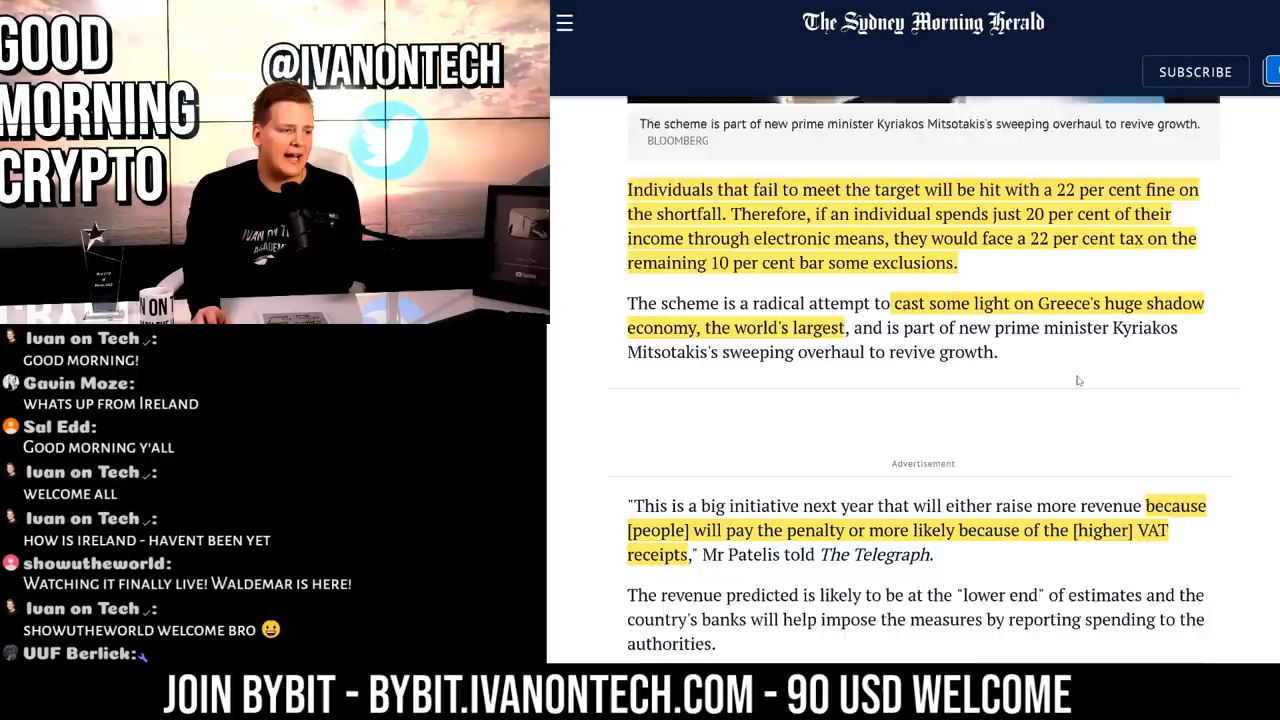 GOOD
MORNING
CRYPTO
@IVANONTECH
IVAN ON T
Ivan on Tech
GOOD MORNING!
Gavin Moze:
WHATS UP FROM IRELAND
Sal Edd:
GOOD MORNING Y'ALL
Ivan on Tech
WELCOME ALL
Ivan on Tech
HOW IS IRELAND - HAVENT BEEN YET
showutheworld:
WATCHING IT FINALLY LIVE! WALDEMAR IS HERE!
Ivan on Tech
SHOWUTHEWORLD WELCOME BRO 😀
UUF Berlick:
The Sydney Morning Herald
SUBSCRIBE
The scheme is part of new prime minister Kyriakos Mitsotakis's sweeping overhaul to revive growth.
BLOOMBERG
Individuals that fail to meet the target will be hit with a 22 per cent fine on
the shortfall. Therefore, if an individual spends just 20 per cent of their
income through electronic means, they would face a 22 per cent tax on the
remaining 10 per cent bar some exclusions.
The scheme is a radical attempt to cast some light on Greece's huge shadow
economy, the world's largest, and is part of new prime minister Kyriakos
Mitsotakis's sweeping overhaul to revive growth.
Advertisement
"This is a big initiative next year that will either raise more revenue because
[people] will pay the penalty or more likely because of the [higher] VAT
receipts," Mr Patelis told The Telegraph.
The revenue predicted is likely to be at the "lower end" of estimates and the
country's banks will help impose the measures by reporting spending to the
authorities.
JOIN BYBIT - BYBIT.IVANONTECH.COM - 90 USD WELCOME